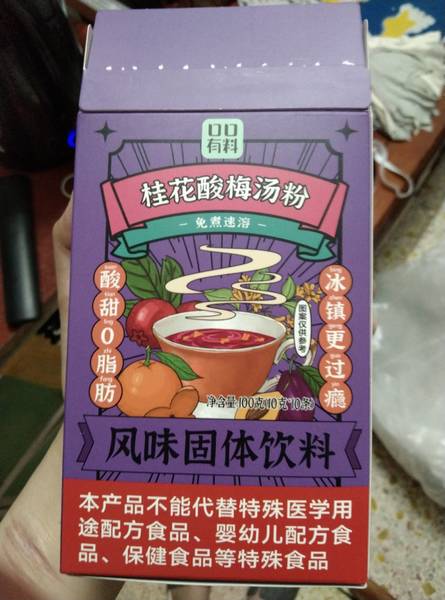 口口
有料
桂花酸梅汤粉
— 免煮速溶 —
酸甜0脂肪
冰镇更过瘾
图案仅供参考
净含量:100克(10克*10条)
风味固体饮料
本产品不能代替特殊医学用
途配方食品、婴幼儿配方食
品、保健食品等特殊食品